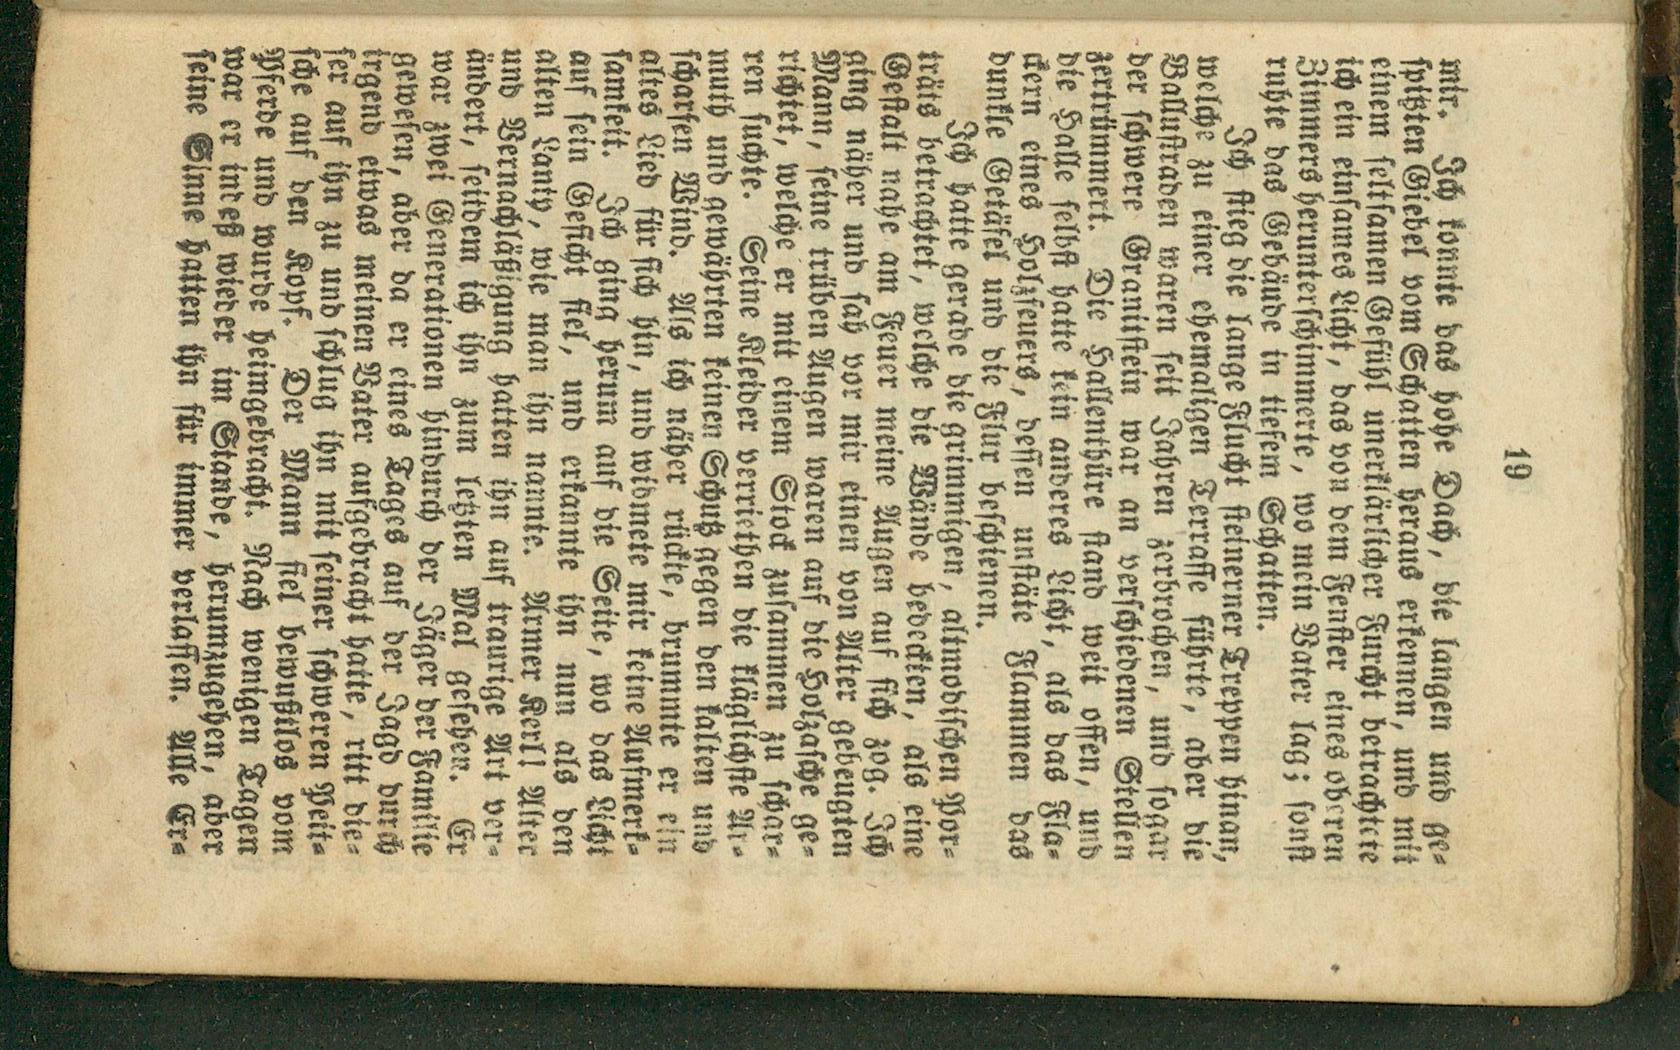 19
mir. Ich konnte das hohe Dach, die langen und ge-
spitzten Giebel vom Schatten heraus erkennen, und mit
einem seltsamen Gefühl unerklärlicher Furcht betrachtete
ich ein einsames Licht, das von dem Fenster eines oberen
Zimmers herunterschimmerte, wo mein Vater lag; sonst
ruhte das Gebäude in tiefem Schatten.
Ich stieg die lange Flucht steinerner Treppen hinan,
welche zu einer ehemaligen Terrasse führte, aber die
Ballustraden waren seit Jahren zerbrochen, und sogar
der schwere Granitstein war an verschiedenen Stellen
zertrümmert. Die Hallenthüre stand weit offen, und
die Halle selbst hatte kein anderes Licht, als das Fla-
ckern eines Holzfeuers, dessen unstäte Flammen das
dunkle Getäfel und die Flur beschienen.
Ich hatte gerade die grimmigen, altmodischen Por-
träts betrachtet, welche die Wände bedeckten, als eine
Gestalt nahe am Feuer meine Augen auf sich zog. Ich
ging näher und sah vor mir einen von Alter gebeugten
Mann, seine trüben Augen waren auf die Holzasche ge-
richtet, welche er mit einem Stock zusammen zu schar-
ren suchte. Seine Kleider verriethen die kläglichste Ar-
muth und gewährten keinen Schutz gegen den kalten und
scharfen Wind. Als ich näher rückte, brummte er ein
altes Lied für sich hin, und widmete mir keine Aufmerk-
samkeit. Ich ging herum auf die Seite, wo das Licht
auf sein Gesicht fiel, und erkannte ihn nun als den
alten Lanty, wie man ihn nannte. Armer Kerl! Alter
und Vernachläßigung hatten ihn auf traurige Art ver-
ändert, seitdem ich ihn zum letzten Mal gesehen. Er
war zwei Generationen hindurch der Jäger der Familie
gewesen, aber da er eines Tages auf der Jagd durch
irgend etwas meinen Vater aufgebracht hatte, ritt die-
ser auf ihn zu und schlug ihn mit seiner schweren Peit-
sche auf den Kopf. Der Mann fiel bewußtlos vom
Pferde und wurde heimgebracht. Nach wenigen Tagen
war er indeß wieder im Stande, herumzugehen, aber
seine Sinne hatten ihn für immer verlassen. Alle Er-